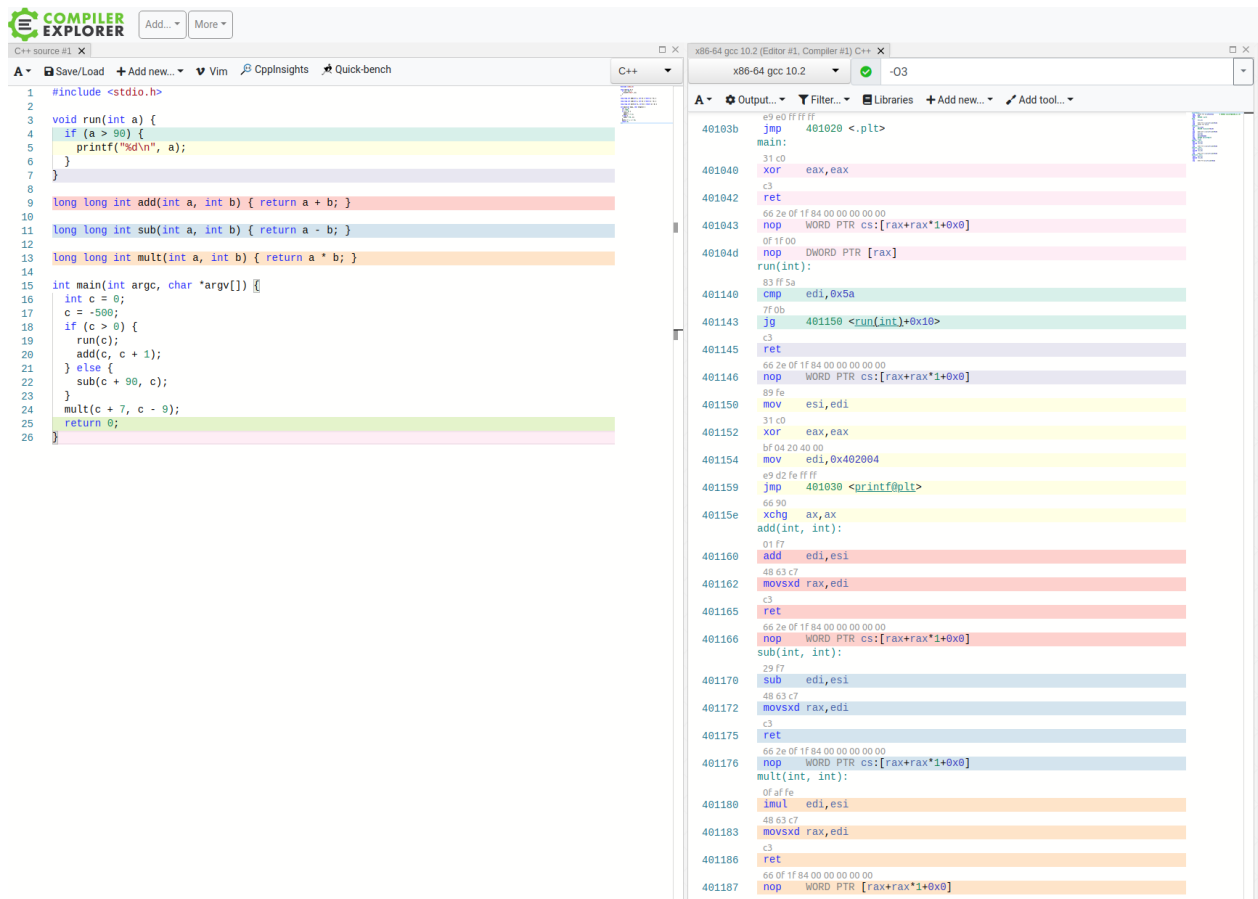 COMPILER
EXPLORER
Add...
More
C++ source #1 X
A
Save/Load
Add new...
Vim
CppInsights
Quick-bench
C++
1 #include <stdio.h>
2
3 void run(int a) {
4 if (a > 90) {
5 printf("%d\n", a);
6 }
7 }
8
9 long long int add(int a, int b) { return a + b; }
10
11 long long int sub(int a, int b) { return a - b; }
12
13 long long int mult(int a, int b) { return a * b; }
14
15 int main(int argc, char *argv[]) {
16 int c = 0;
17 c = -500;
18 if (c > 0) {
19 run(c);
20 add(c, c + 1);
21 } else {
22 sub(c + 90, c);
23 }
24 mult(c + 7, c - 9);
25 return 0;
26 }
x86-64 gcc 10.2 (Editor #1, Compiler #1) C++ X
x86-64 gcc 10.2
-O3
A
Output...
Filter...
Libraries
Add new...
Add tool...
e9 e0 ff ff ff
40103b jmp 401020 <.plt>
main:
31 c0
401040 xor eax,eax
c3
401042 ret
66 2e 0f 1f 84 00 00 00 00 00
401043 nop WORD PTR cs:[rax+rax*1+0x0]
0f 1f 00
40104d nop DWORD PTR [rax]
run(int):
83 ff 5a
401140 cmp edi,0x5a
7f 0b
401143 jg 401150 <run(int)+0x10>
c3
401145 ret
66 2e 0f 1f 84 00 00 00 00 00
401146 nop WORD PTR cs:[rax+rax*1+0x0]
89 fe
401150 mov esi,edi
31 c0
401152 xor eax,eax
bf 04 20 40 00
401154 mov edi,0x402004
e9 d2 fe ff ff
401159 jmp 401030 <printf@plt>
66 90
40115e xchg ax,ax
add(int, int):
01 f7
401160 add edi,esi
48 63 c7
401162 movsxd rax,edi
c3
401165 ret
66 2e 0f 1f 84 00 00 00 00 00
401166 nop WORD PTR cs:[rax+rax*1+0x0]
sub(int, int):
29 f7
401170 sub edi,esi
48 63 c7
401172 movsxd rax,edi
c3
401175 ret
66 2e 0f 1f 84 00 00 00 00 00
401176 nop WORD PTR cs:[rax+rax*1+0x0]
mult(int, int):
0f af fe
401180 imul edi,esi
48 63 c7
401183 movsxd rax,edi
c3
401186 ret
66 0f 1f 84 00 00 00 00 00
401187 nop WORD PTR [rax+rax*1+0x0]